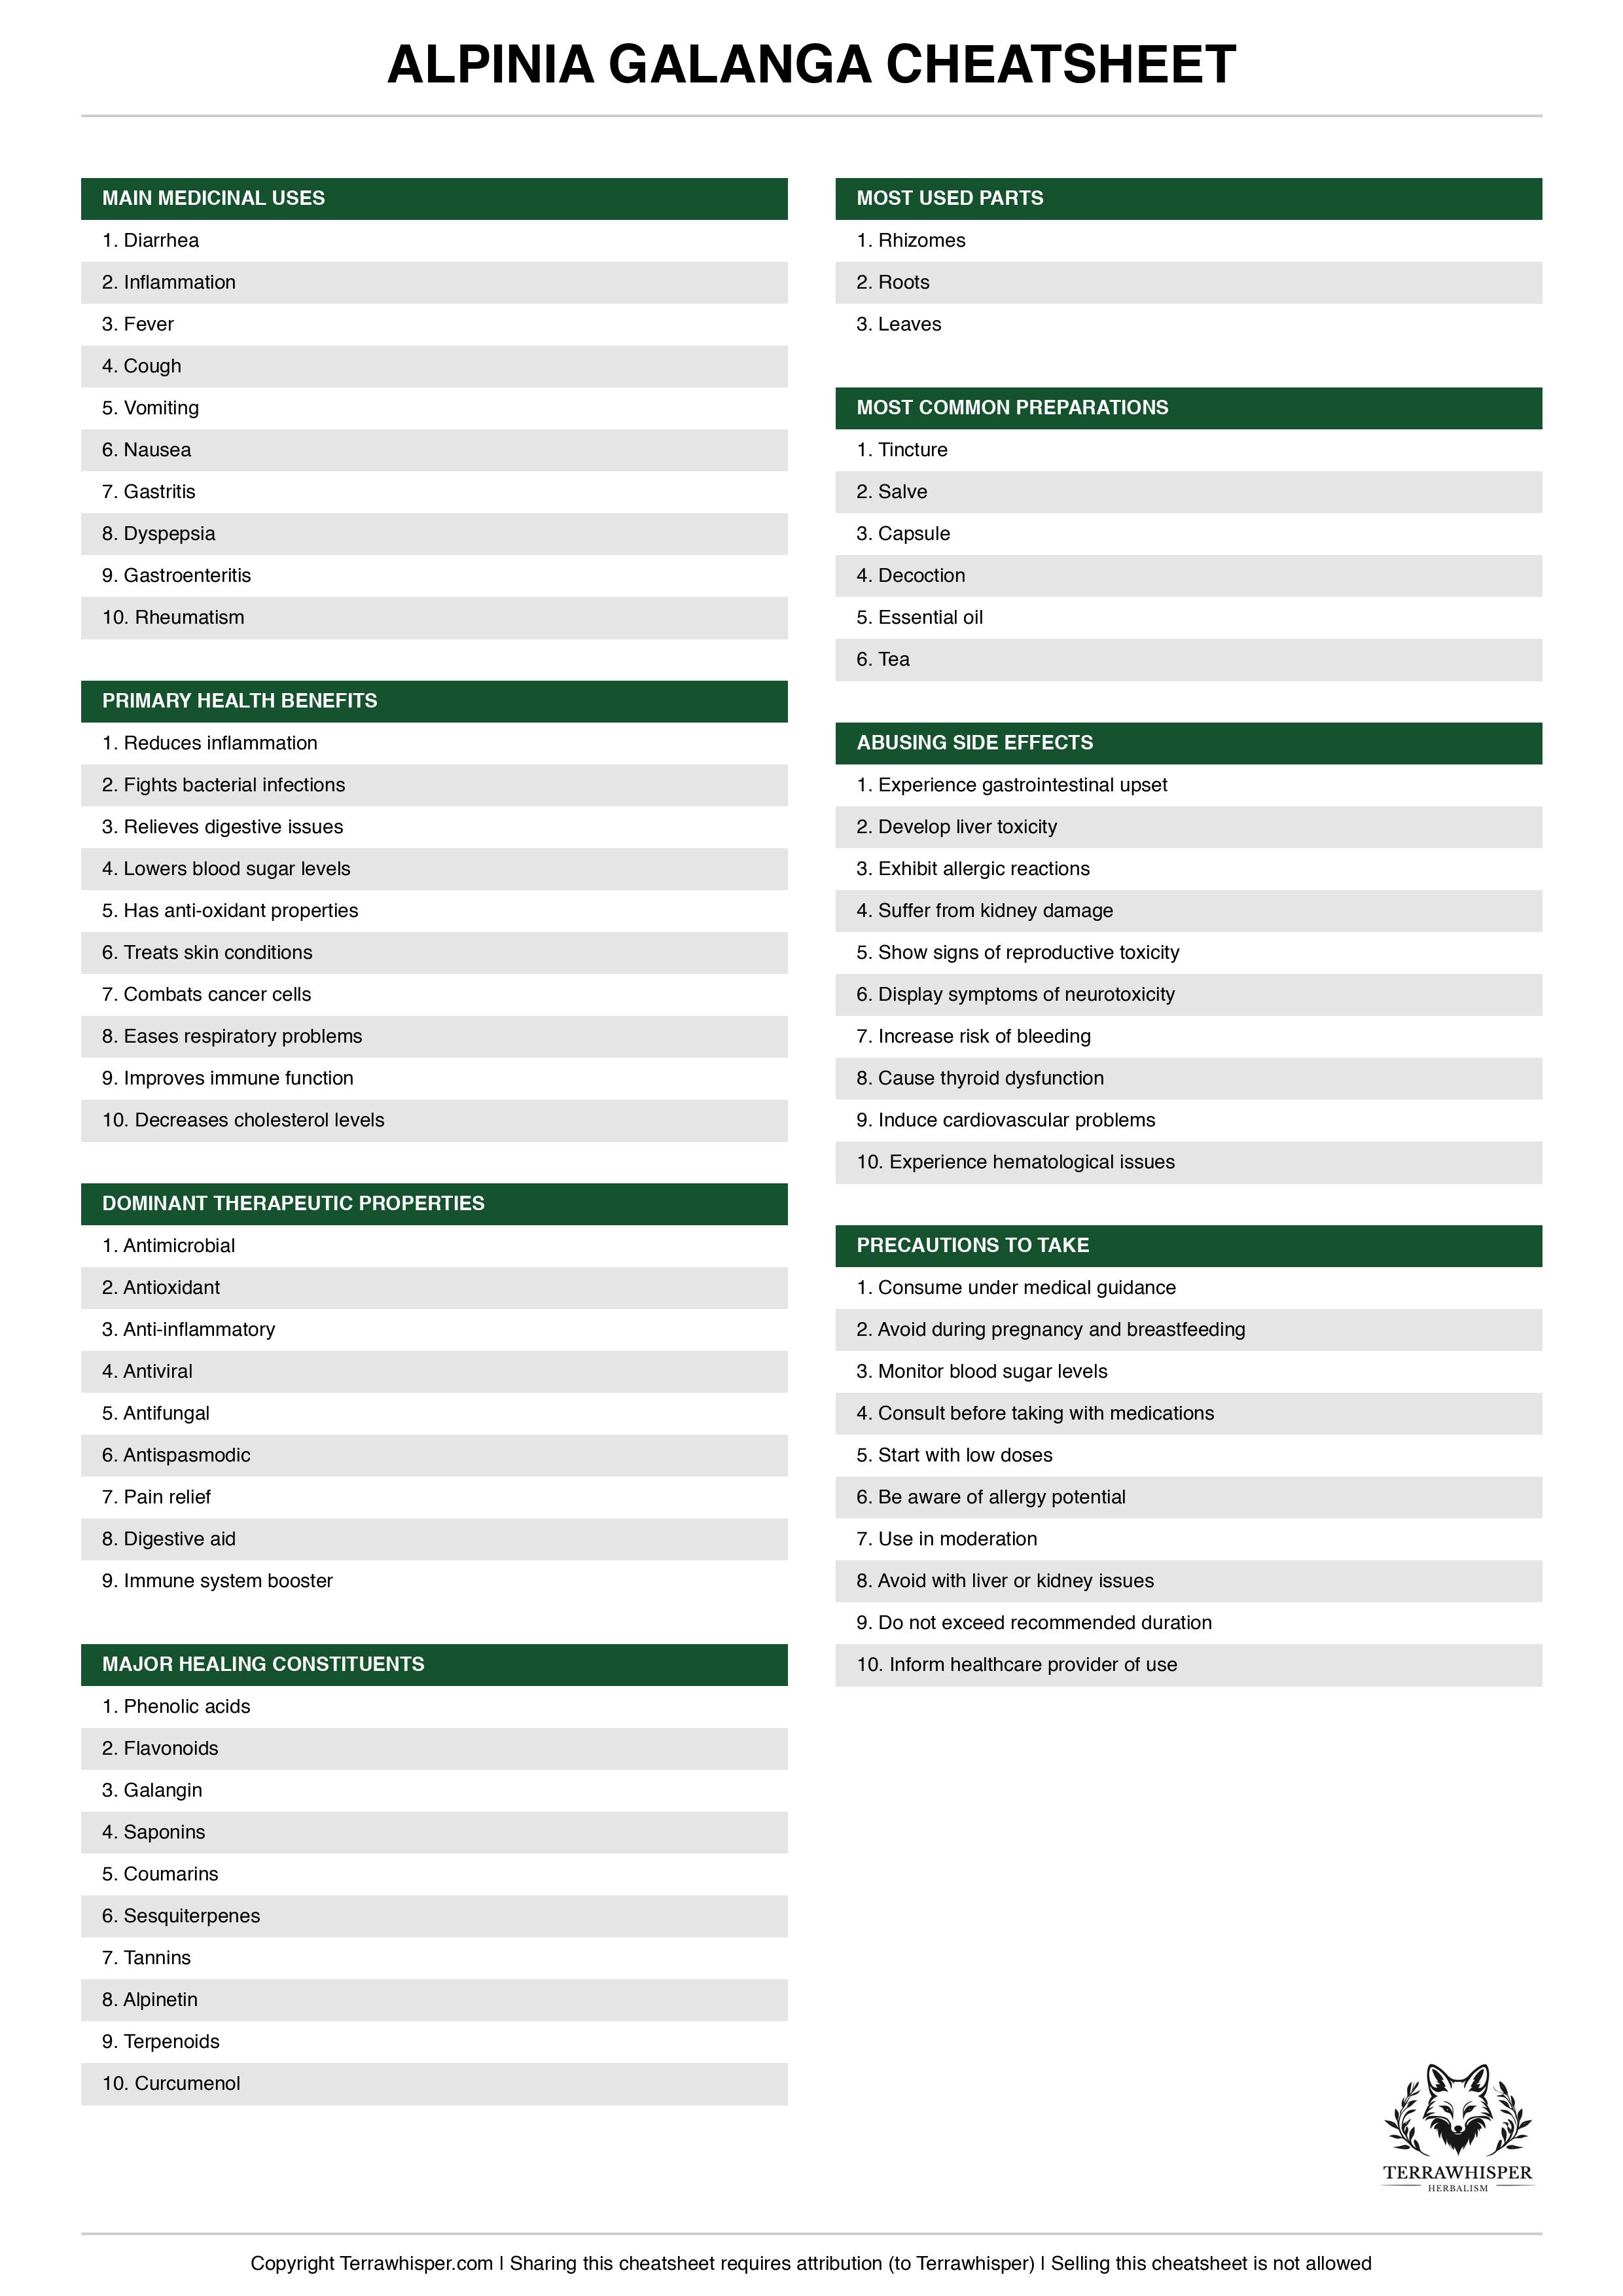 ALPINIA GALANGA CHEATSHEET
MAIN MEDICINAL USES
1. Diarrhea
2. Inflammation
3. Fever
4. Cough
5. Vomiting
6. Nausea
7. Gastritis
8. Dyspepsia
9. Gastroenteritis
10. Rheumatism
PRIMARY HEALTH BENEFITS
1. Reduces inflammation
2. Fights bacterial infections
3. Relieves digestive issues
4. Lowers blood sugar levels
5. Has anti-oxidant properties
6. Treats skin conditions
7. Combats cancer cells
8. Eases respiratory problems
9. Improves immune function
10. Decreases cholesterol levels
DOMINANT THERAPEUTIC PROPERTIES
1. Antimicrobial
2. Antioxidant
3. Anti-inflammatory
4. Antiviral
5. Antifungal
6. Antispasmodic
7. Pain relief
8. Digestive aid
9. Immune system booster
MAJOR HEALING CONSTITUENTS
1. Phenolic acids
2. Flavonoids
3. Galangin
4. Saponins
5. Coumarins
6. Sesquiterpenes
7. Tannins
8. Alpinetin
9. Terpenoids
10. Curcumenol
MOST USED PARTS
1. Rhizomes
2. Roots
3. Leaves
MOST COMMON PREPARATIONS
1. Tincture
2. Salve
3. Capsule
4. Decoction
5. Essential oil
6. Tea
ABUSING SIDE EFFECTS
1. Experience gastrointestinal upset
2. Develop liver toxicity
3. Exhibit allergic reactions
4. Suffer from kidney damage
5. Show signs of reproductive toxicity
6. Display symptoms of neurotoxicity
7. Increase risk of bleeding
8. Cause thyroid dysfunction
9. Induce cardiovascular problems
10. Experience hematological issues
PRECAUTIONS TO TAKE
1. Consume under medical guidance
2. Avoid during pregnancy and breastfeeding
3. Monitor blood sugar levels
4. Consult before taking with medications
5. Start with low doses
6. Be aware of allergy potential
7. Use in moderation
8. Avoid with liver or kidney issues
9. Do not exceed recommended duration
10. Inform healthcare provider of use
TERRAWHISPER
HERBALISM
Copyright Terrawhisper.com | Sharing this cheatsheet requires attribution (to Terrawhisper) | Selling this cheatsheet is not allowed